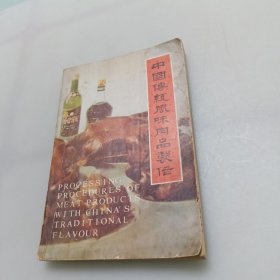 中國傳統風味肉品製作
PROCESSING
PROCEDURES OF
MEAT PRODUCTS
WITH CHINA'S
TRADITIONAL
FLAVOUR